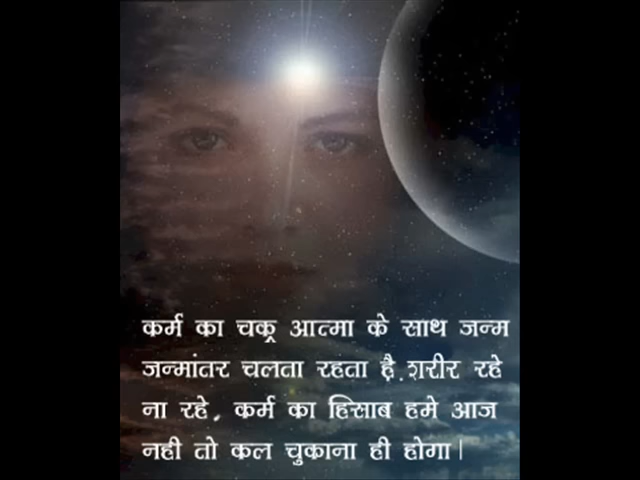 कर्म का चक्र आत्मा के साथ जन्म
जन्मांतर चलता रहता है.शरीर रहे
ना रहे, कर्म का हिसाब हमे आज
नही तो कल चुकाना ही होगा|